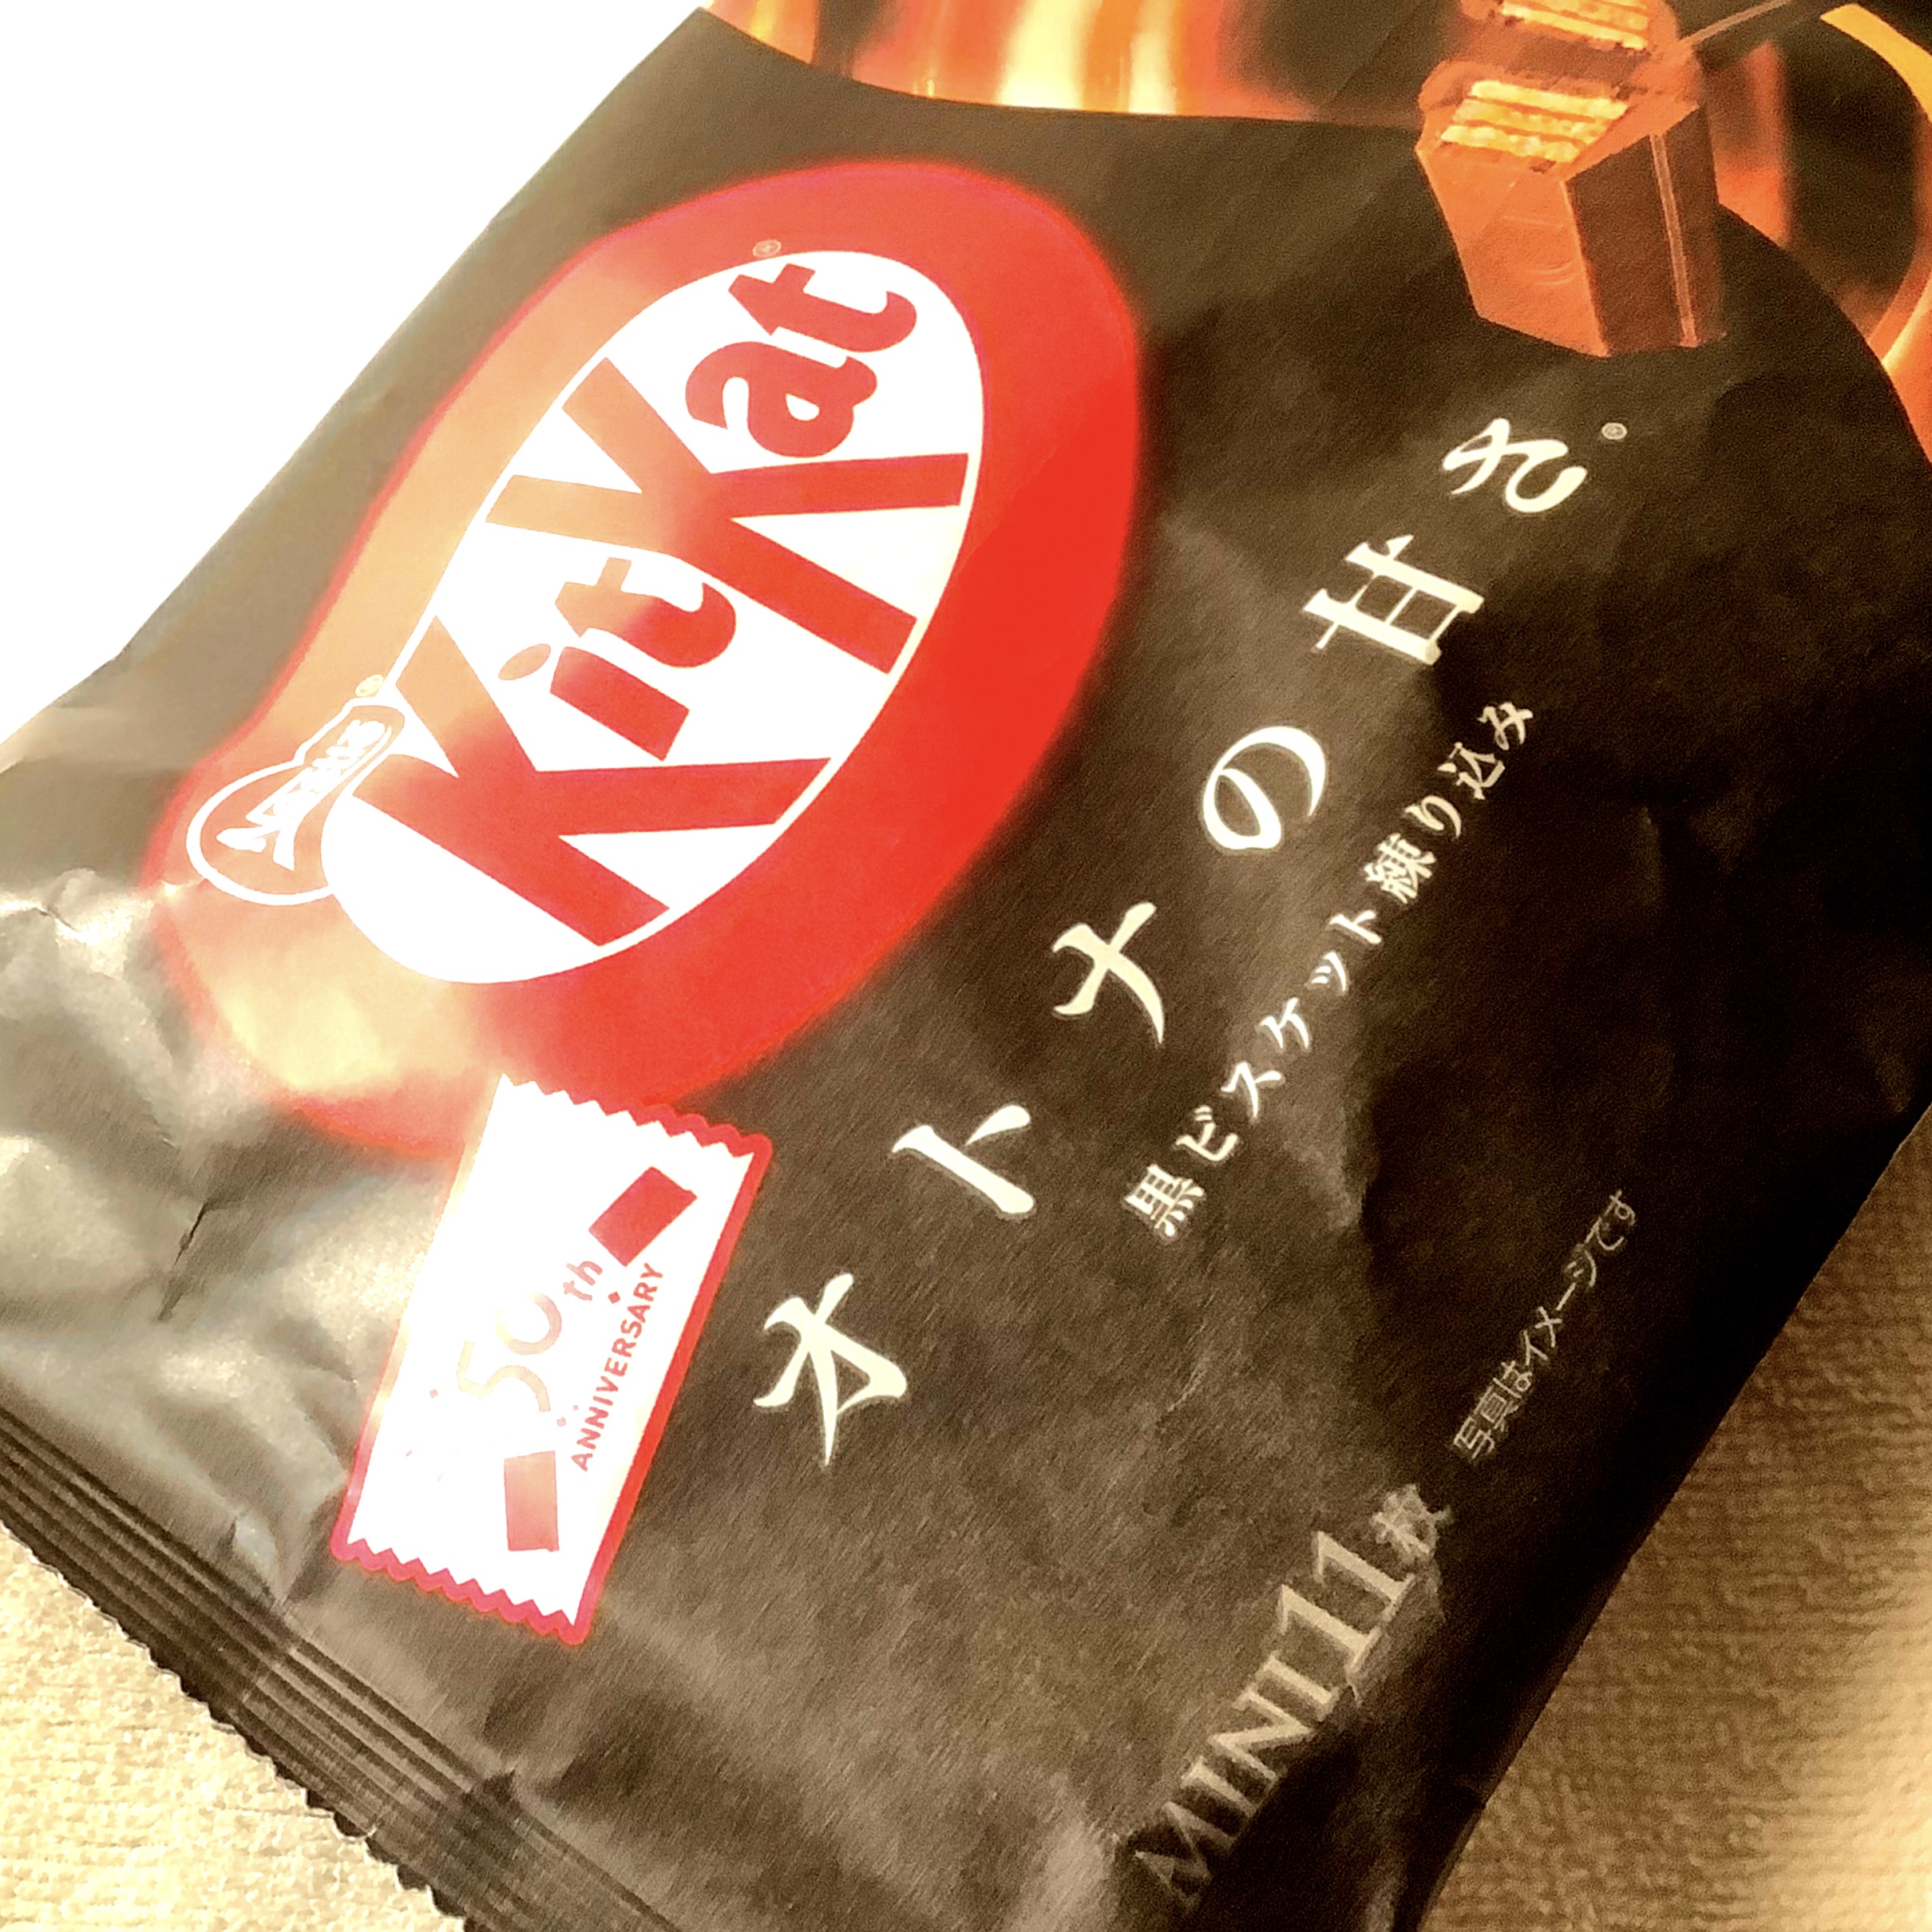 KitKat
Nestlé
オトナの甘さ
黒ビスケット練り込み
50th
ANNIVERSARY
写真はイメージです
MINI11枚